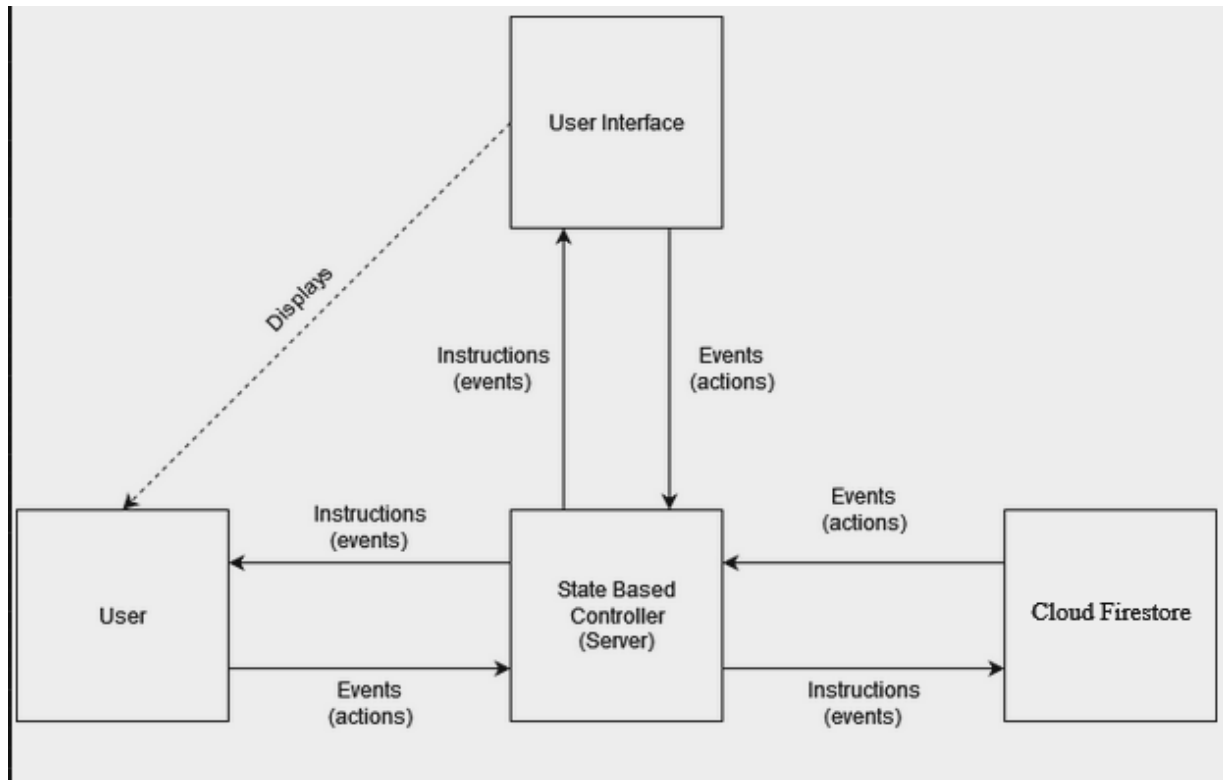 User Interface
Displays
Instructions
(events)
Events
(actions)
Instructions
(events)
Events
(actions)
User
State Based
Controller
(Server)
Cloud Firestore
Events
(actions)
Instructions
(events)